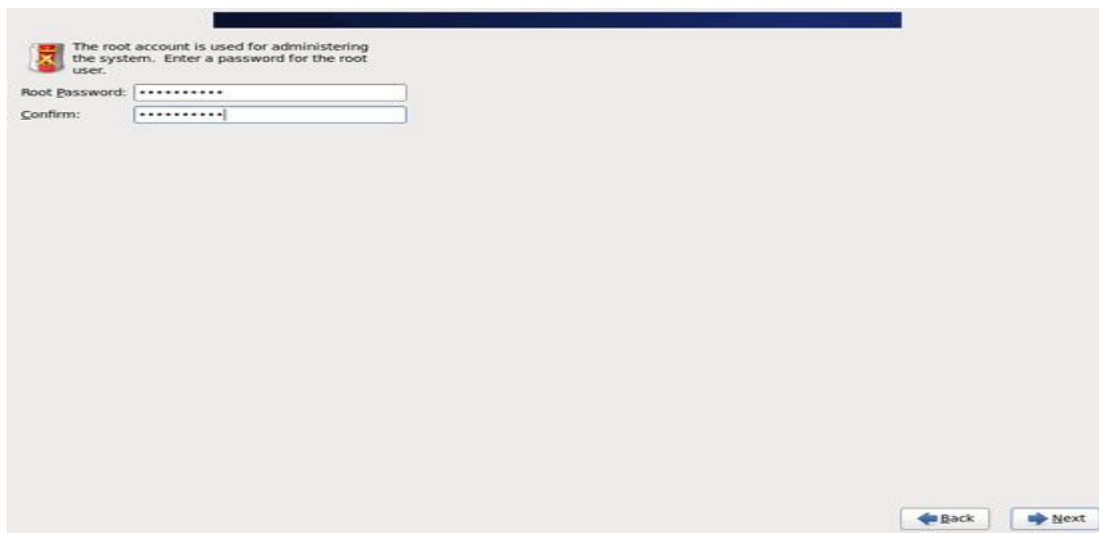 The root account is used for administering
the system. Enter a password for the root
user.
Root Password: ••••••••••
Confirm: ••••••••••
Back
Next